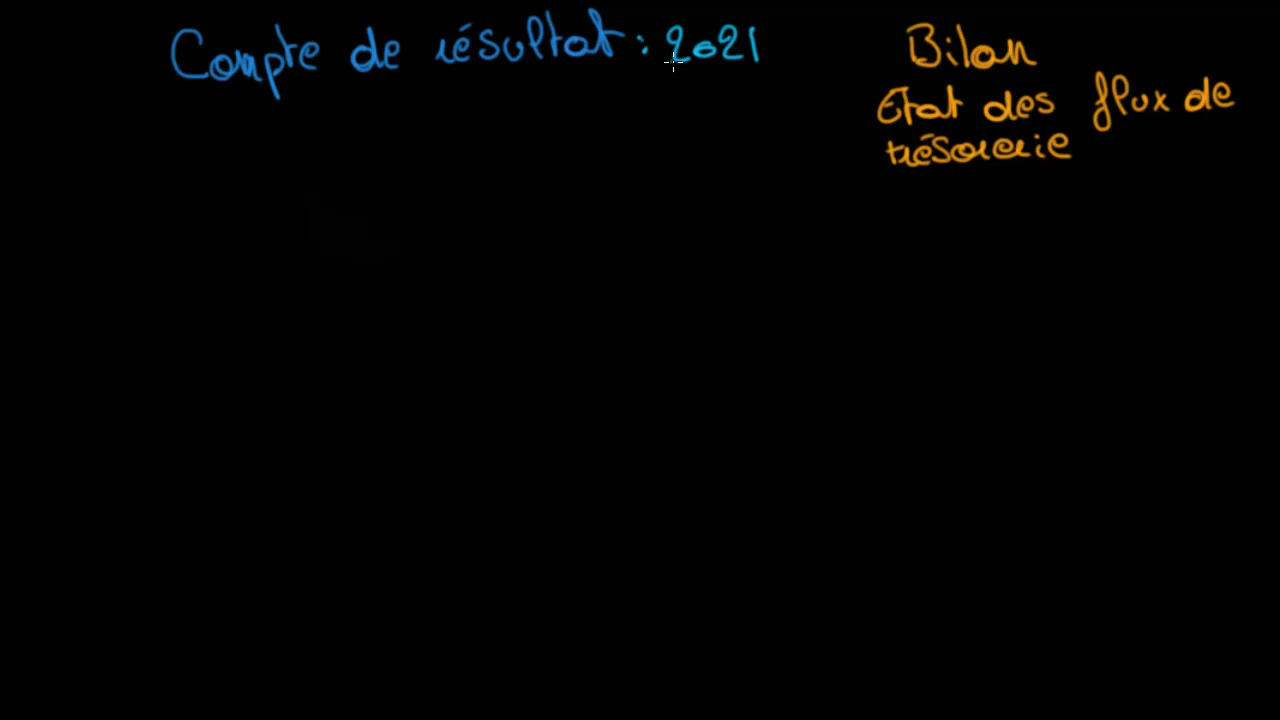 Compte de résultat : 2021
Bilan
Etat des flux de
trésorerie